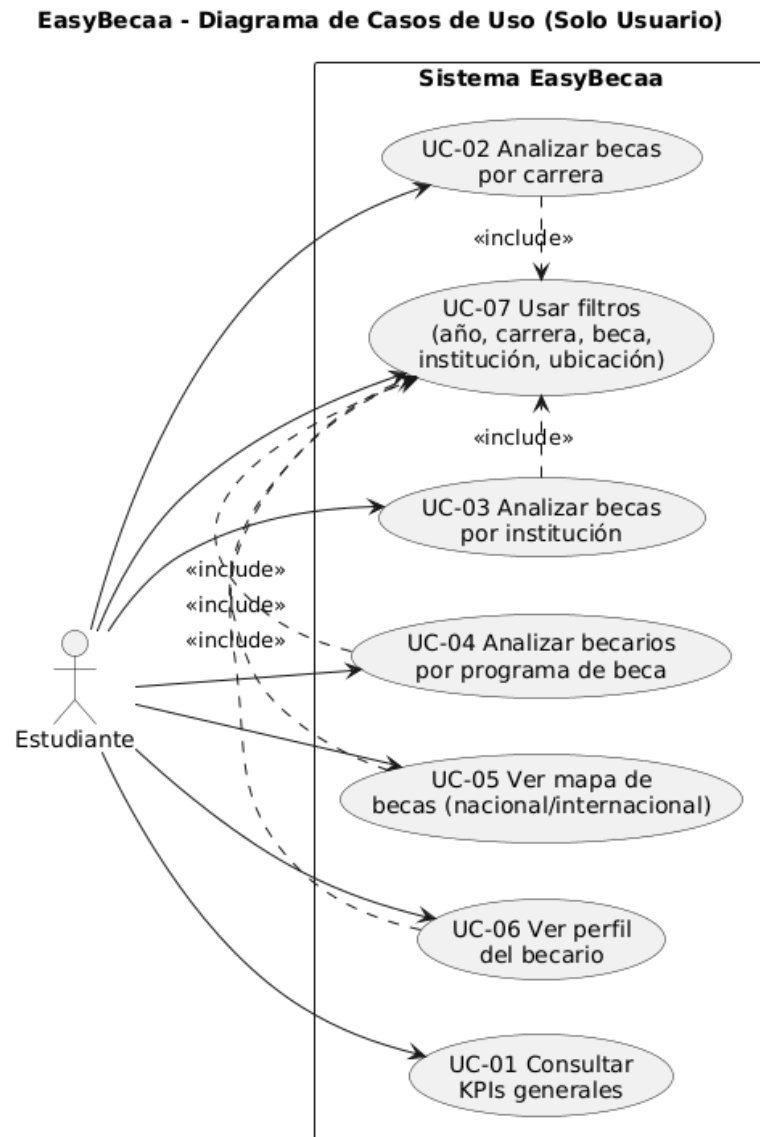 EasyBecaa - Diagrama de Casos de Uso (Solo Usuario)
Sistema EasyBecaa
UC-02 Analizar becas
por carrera
«include»
UC-07 Usar filtros
(año, carrera, beca,
institución, ubicación)
«include»
UC-03 Analizar becas
por institución
«include»
«include»
«include»
UC-04 Analizar becarios
por programa de beca
Estudiante
UC-05 Ver mapa de
becas (nacional/internacional)
UC-06 Ver perfil
del becario
UC-01 Consultar
KPIs generales